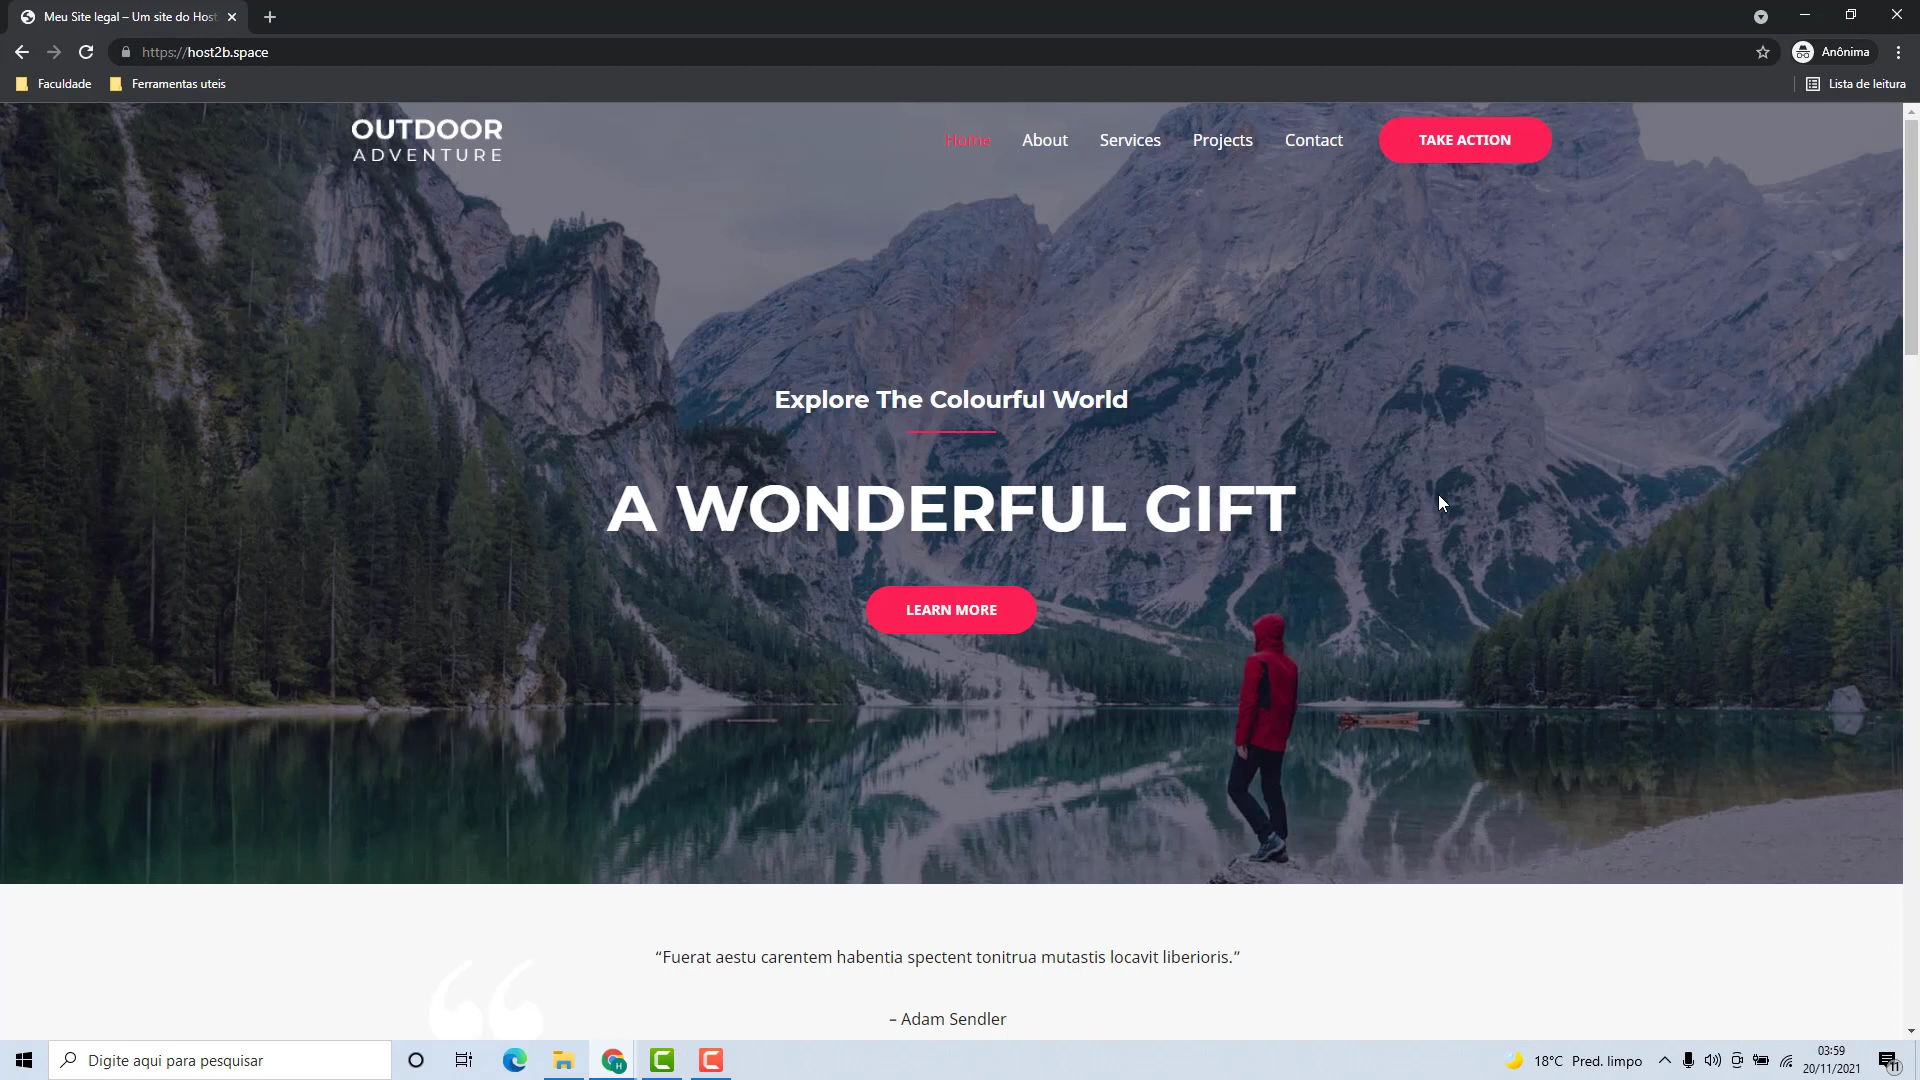 Meu Site legal – Um site do Host
https://host2b.space
Anônima
Faculdade
Ferramentas uteis
Lista de leitura
OUTDOOR
ADVENTURE
Home
About
Services
Projects
Contact
TAKE ACTION
Explore The Colourful World
A WONDERFUL GIFT
LEARN MORE
“Fuerat aestu carentem habentia spectent tonitrua mutastis locavit liberioris.”
– Adam Sendler
Digite aqui para pesquisar
18°C Pred. limpo
03:59
20/11/2021
11